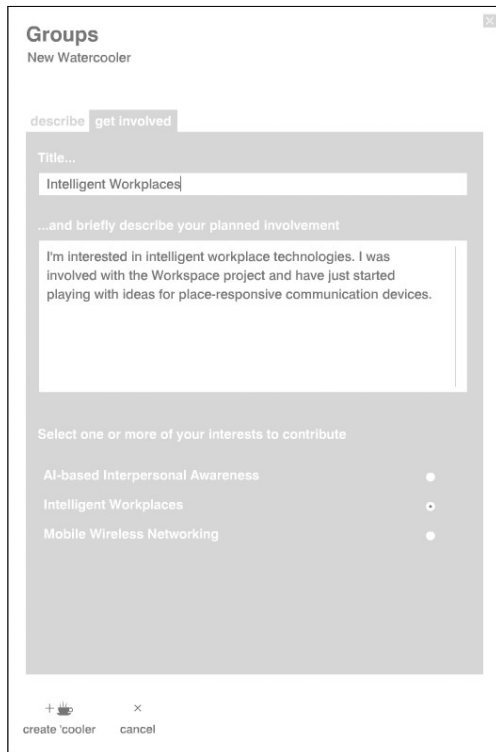 Groups
New Watercooler
describe get involved
Title...
Intelligent Workplaces
...and briefly describe your planned involvement
I'm interested in intelligent workplace technologies. I was
involved with the Workspace project and have just started
playing with ideas for place-responsive communication devices.
Select one or more of your interests to contribute
AI-based Interpersonal Awareness
Intelligent Workplaces
Mobile Wireless Networking
create 'cooler cancel